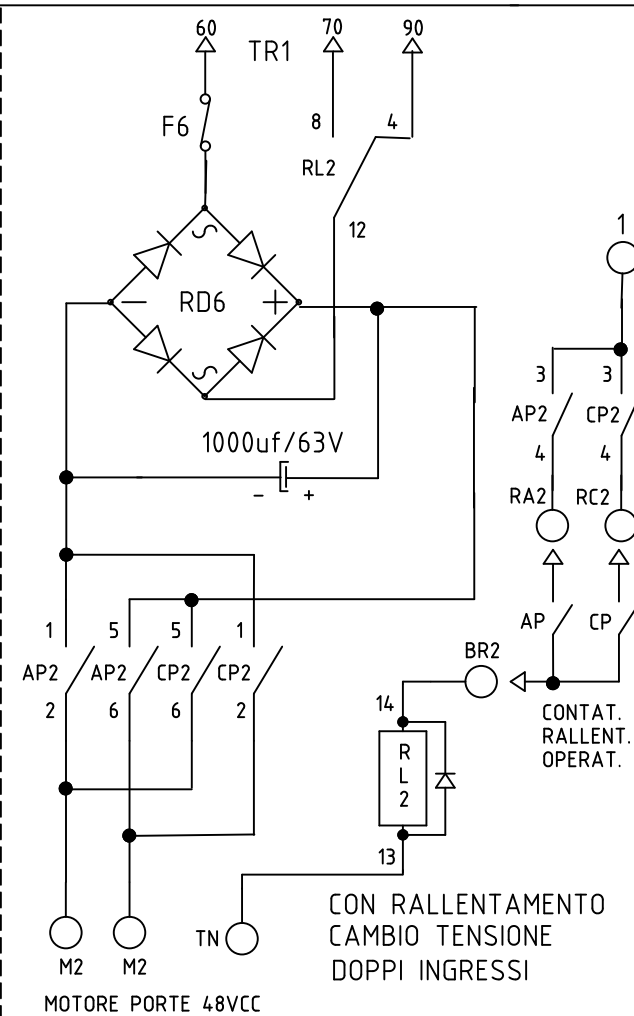 60 70 90
TR1
F6
8 4
RL2
12
1
RD6
− +
1000uf/63V
− +
3 3
AP2 CP2
4 4
RA2 RC2
AP CP
1 5 5 1
AP2 AP2 CP2 CP2
2 6 6 2
BR2
14
CONTAT.
RALLENT.
OPERAT.
R
L
2
13
M2 M2 TN
MOTORE PORTE 48VCC
CON RALLENTAMENTO
CAMBIO TENSIONE
DOPPI INGRESSI